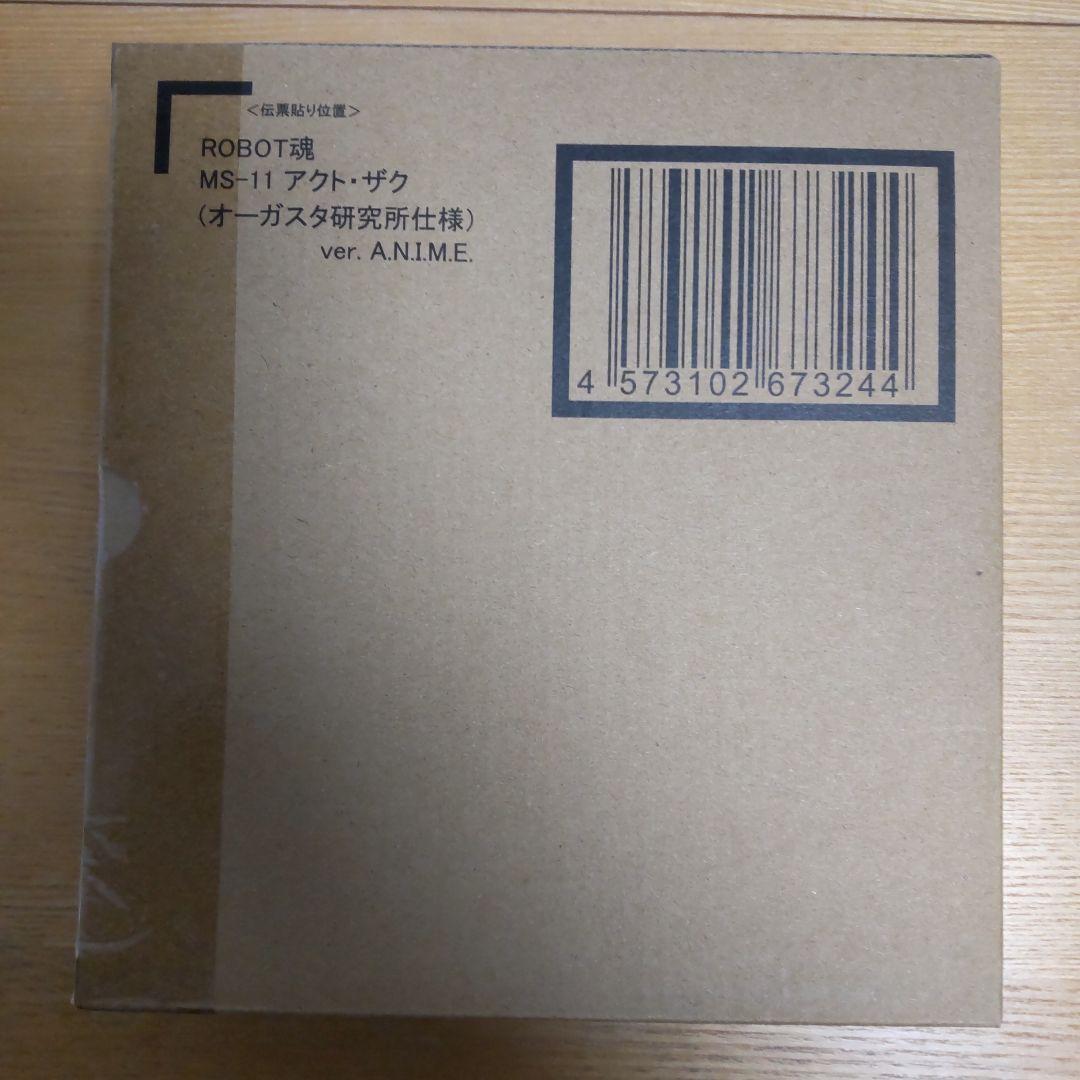 ＜伝票貼り位置＞
ROBOT魂
MS-11 アクト・ザク
(オーガスタ研究所仕様)
ver. A.N.I.M.E.
4 573102 673244